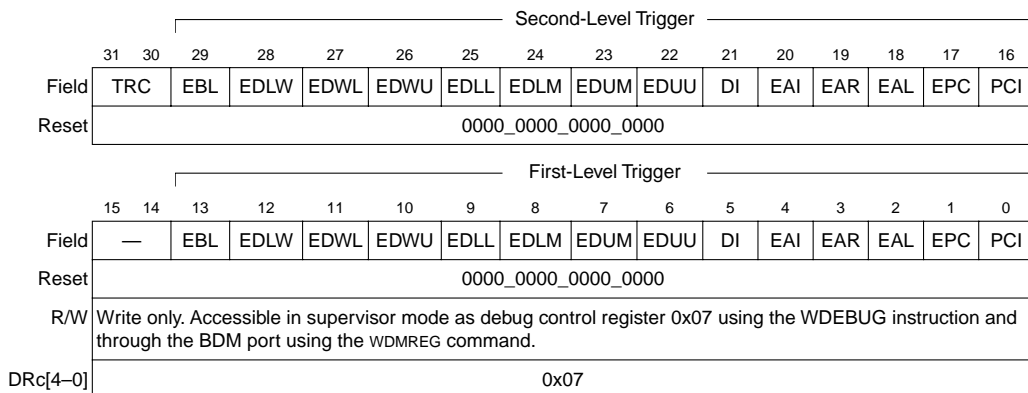 Second-Level Trigger
31 30 29 28 27 26 25 24 23 22 21 20 19 18 17 16
Field TRC EBL EDLW EDWL EDWU EDLL EDLM EDUM EDUU DI EAI EAR EAL EPC PCI
Reset 0000_0000_0000_0000
First-Level Trigger
15 14 13 12 11 10 9 8 7 6 5 4 3 2 1 0
Field — EBL EDLW EDWL EDWU EDLL EDLM EDUM EDUU DI EAI EAR EAL EPC PCI
Reset 0000_0000_0000_0000
R/W Write only. Accessible in supervisor mode as debug control register 0x07 using the WDEBUG instruction and
through the BDM port using the WDMREG command.
DRc[4–0] 0x07